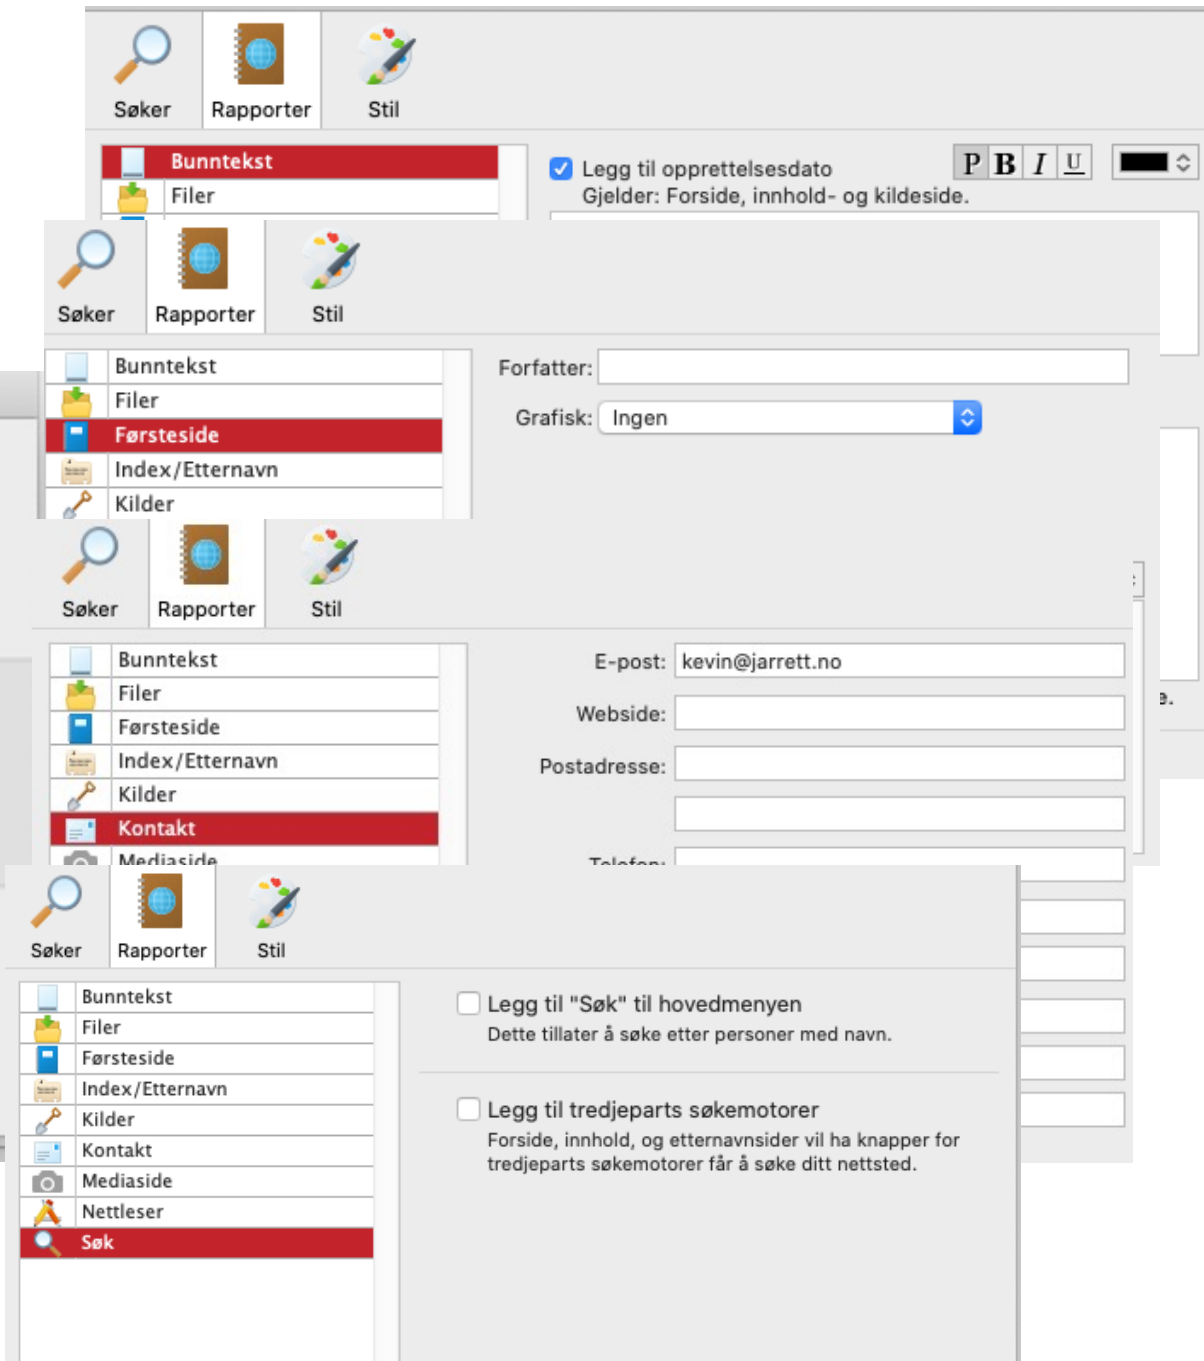 Søker Rapporter Stil
Bunntekst
Filer
Legg til opprettelsesdato
P B I U
Gjelder: Forside, innhold- og kildeside.
Søker Rapporter Stil
Bunntekst
Filer
Førsteside
Index/Etternavn
Kilder
Forfatter:
Grafisk: Ingen
Søker Rapporter Stil
Bunntekst
Filer
Førsteside
Index/Etternavn
Kilder
Kontakt
Mediaside
E-post: kevin@jarrett.no
Webside:
Postadresse:
Telefon:
e.
Søker Rapporter Stil
Bunntekst
Filer
Førsteside
Index/Etternavn
Kilder
Kontakt
Mediaside
Nettleser
Søk
Legg til "Søk" til hovedmenyen
Dette tillater å søke etter personer med navn.
Legg til tredjeparts søkemotorer
Forside, innhold, og etternavnsider vil ha knapper for
tredjeparts søkemotorer får å søke ditt nettsted.